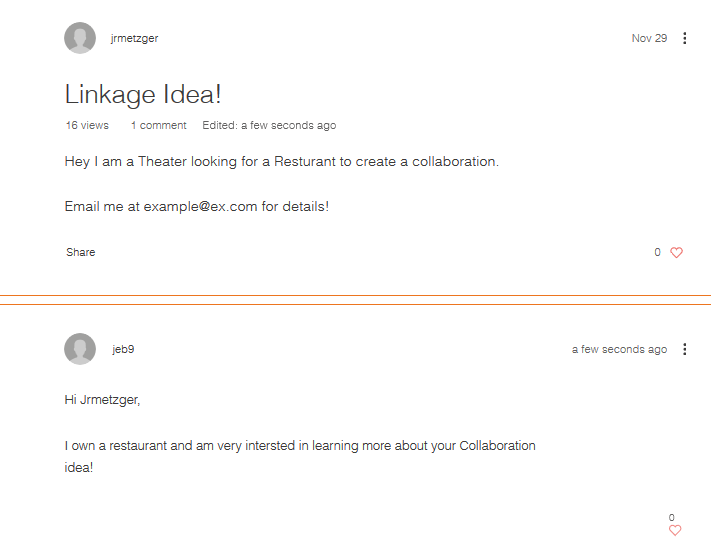 jrmetzger Nov 29
Linkage Idea!
16 views 1 comment Edited: a few seconds ago
Hey I am a Theater looking for a Resturant to create a collaboration.
Email me at example@ex.com for details!
Share 0
jeb9 a few seconds ago
Hi Jrmetzger,
I own a restaurant and am very intersted in learning more about your Collaboration
idea!
0